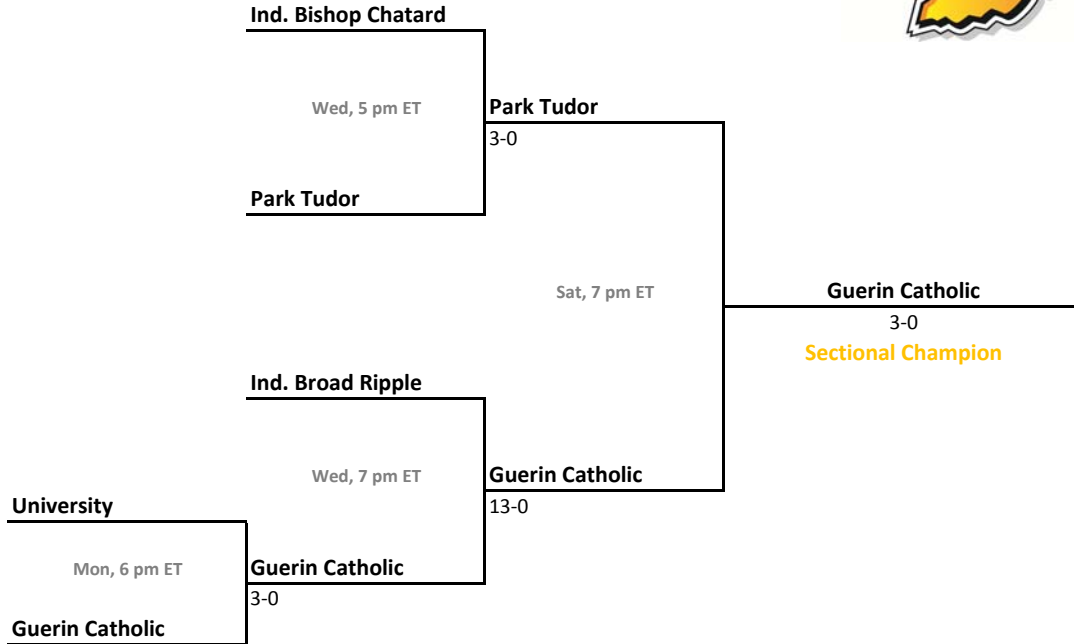 Ind. Bishop Chatard
Wed, 5 pm ET
Park Tudor
3-0
Park Tudor
Sat, 7 pm ET
Guerin Catholic
3-0
Sectional Champion
Ind. Broad Ripple
Wed, 7 pm ET
Guerin Catholic
13-0
University
Mon, 6 pm ET
Guerin Catholic
3-0
Guerin Catholic